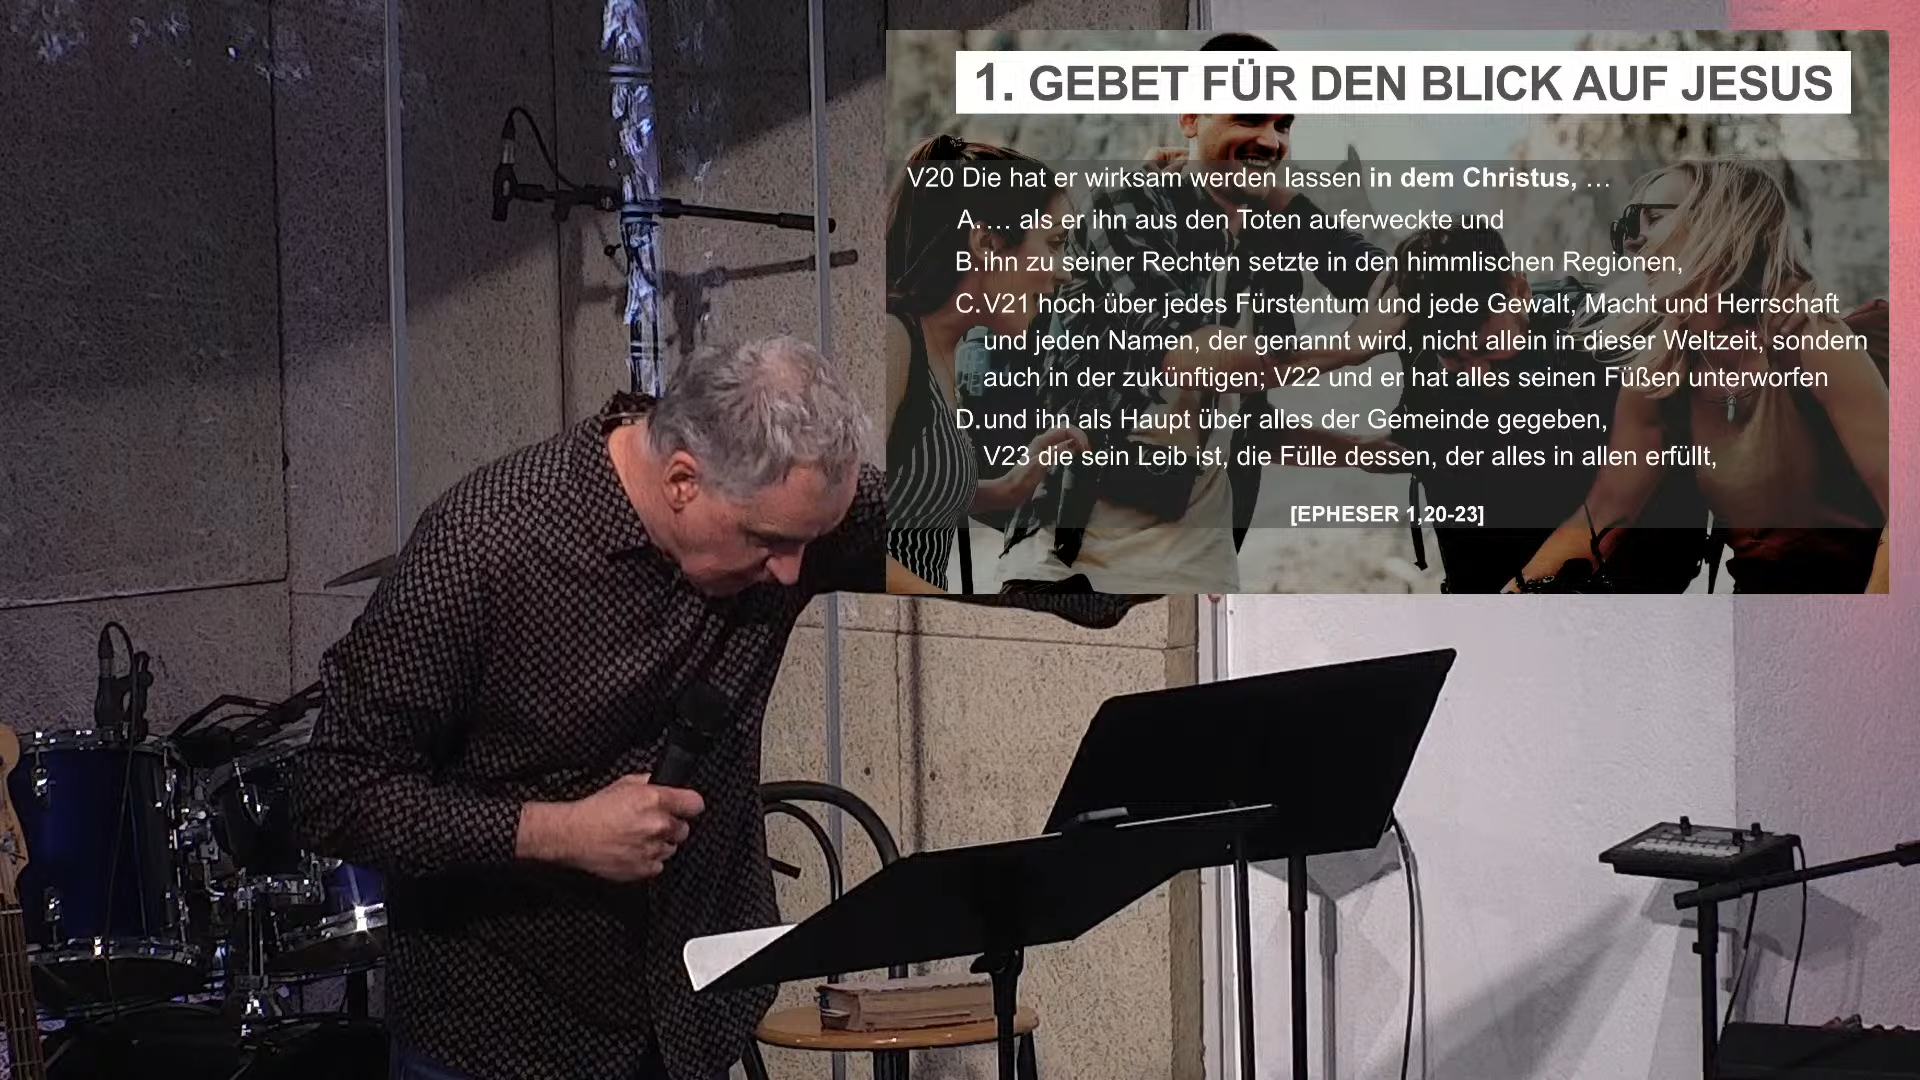 1. GEBET FÜR DEN BLICK AUF JESUS
V20 Die hat er wirksam werden lassen in dem Christus, …
A. … als er ihn aus den Toten auferweckte und
B. ihn zu seiner Rechten setzte in den himmlischen Regionen,
C. V21 hoch über jedes Fürstentum und jede Gewalt, Macht und Herrschaft
und jeden Namen, der genannt wird, nicht allein in dieser Weltzeit, sondern
auch in der zukünftigen; V22 und er hat alles seinen Füßen unterworfen
D. und ihn als Haupt über alles der Gemeinde gegeben,
V23 die sein Leib ist, die Fülle dessen, der alles in allen erfüllt,
[EPHESER 1,20-23]